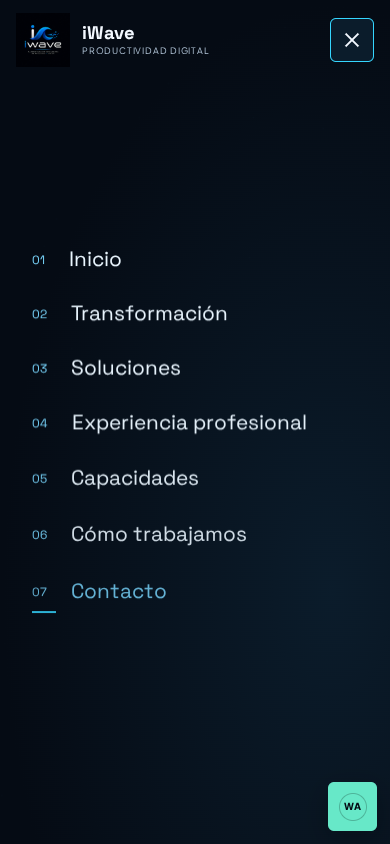 iwave
iWave
PRODUCTIVIDAD DIGITAL
01 Inicio
02 Transformación
03 Soluciones
04 Experiencia profesional
05 Capacidades
06 Cómo trabajamos
07 Contacto
WA